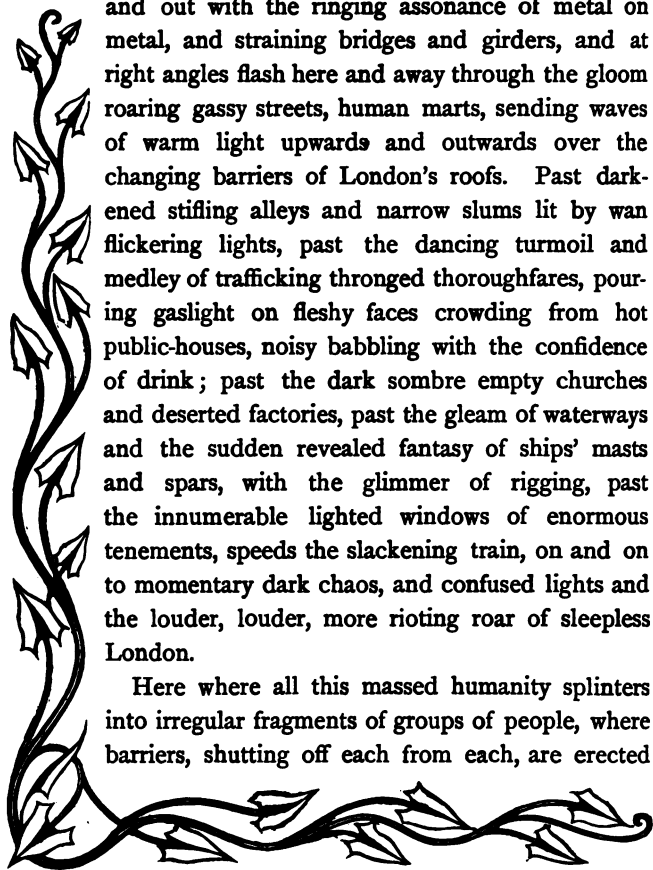 and out with the ringing assonance of metal on
metal, and straining bridges and girders, and at
right angles flash here and away through the gloom
roaring gassy streets, human marts, sending waves
of warm light upwards and outwards over the
changing barriers of London's roofs. Past dark-
ened stifling alleys and narrow slums lit by wan
flickering lights, past the dancing turmoil and
medley of trafficking thronged thoroughfares, pour-
ing gaslight on fleshy faces crowding from hot
public-houses, noisy babbling with the confidence
of drink; past the dark sombre empty churches
and deserted factories, past the gleam of waterways
and the sudden revealed fantasy of ships' masts
and spars, with the glimmer of rigging, past
the innumerable lighted windows of enormous
tenements, speeds the slackening train, on and on
to momentary dark chaos, and confused lights and
the louder, louder, more rioting roar of sleepless
London.
Here where all this massed humanity splinters
into irregular fragments of groups of people, where
barriers, shutting off each from each, are erected